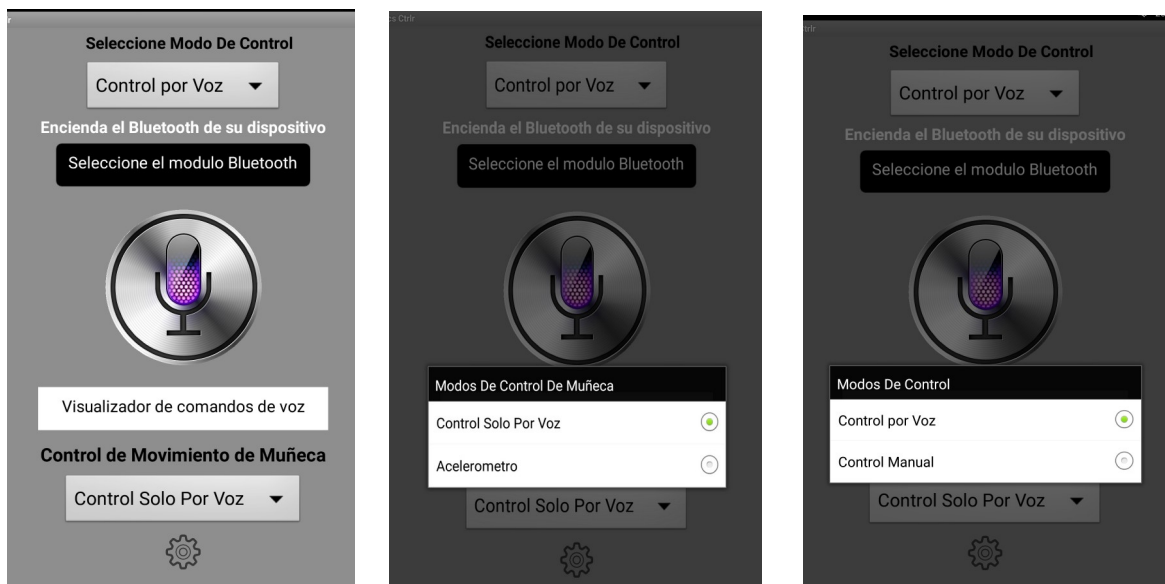 Seleccione Modo De Control
Control por Voz
Encienda el Bluetooth de su dispositivo
Seleccione el modulo Bluetooth
Visualizador de comandos de voz
Control de Movimiento de Muñeca
Control Solo Por Voz
cs Ctrlr
Seleccione Modo De Control
Control por Voz
Encienda el Bluetooth de su dispositivo
Seleccione el modulo Bluetooth
Modos De Control De Muñeca
Control Solo Por Voz
Acelerometro
Control Solo Por Voz
Seleccione Modo De Control
Control por Voz
Encienda el Bluetooth de su dispositivo
Seleccione el modulo Bluetooth
Modos De Control
Control por Voz
Control Manual
Control Solo Por Voz